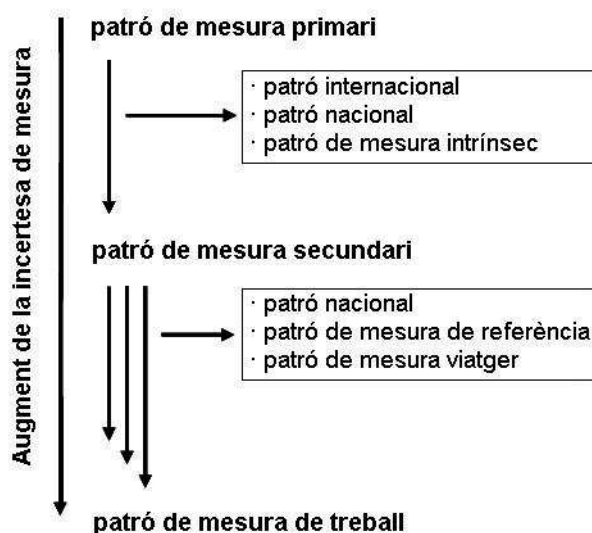 Augment de la incertesa de mesura
patró de mesura primari
· patró internacional
· patró nacional
· patró de mesura intrínsec
patró de mesura secundari
· patró nacional
· patró de mesura de referència
· patró de mesura viatger
patró de mesura de treball